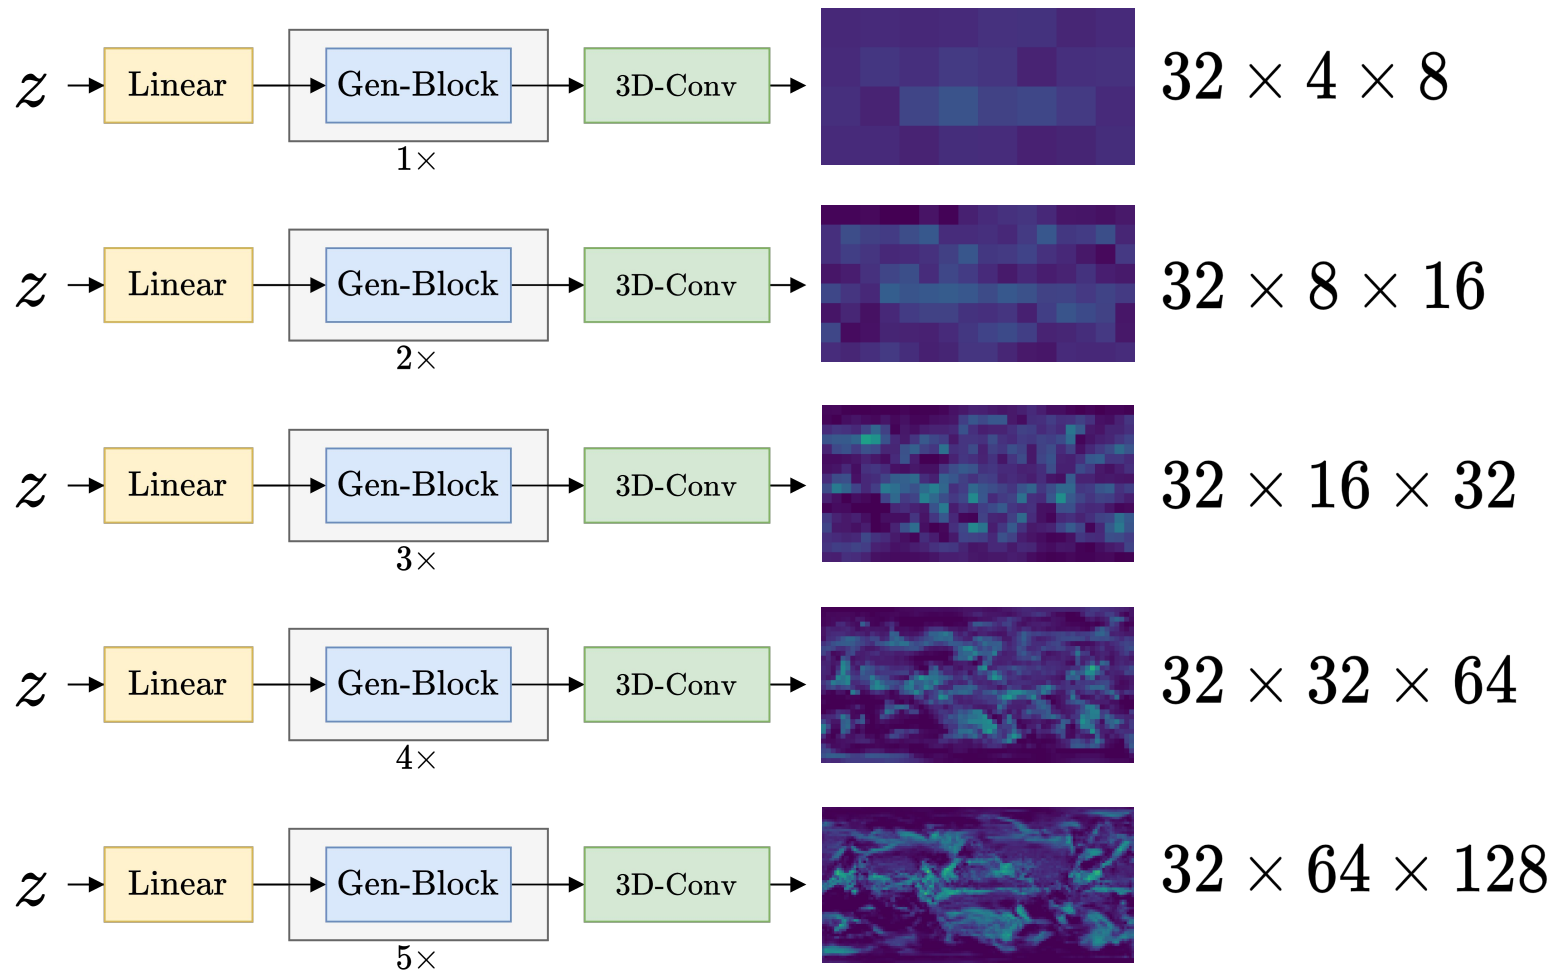 z Linear Gen-Block 3D-Conv 32 × 4 × 8
1×
z Linear Gen-Block 3D-Conv 32 × 8 × 16
2×
z Linear Gen-Block 3D-Conv 32 × 16 × 32
3×
z Linear Gen-Block 3D-Conv 32 × 32 × 64
4×
z Linear Gen-Block 3D-Conv 32 × 64 × 128
5×